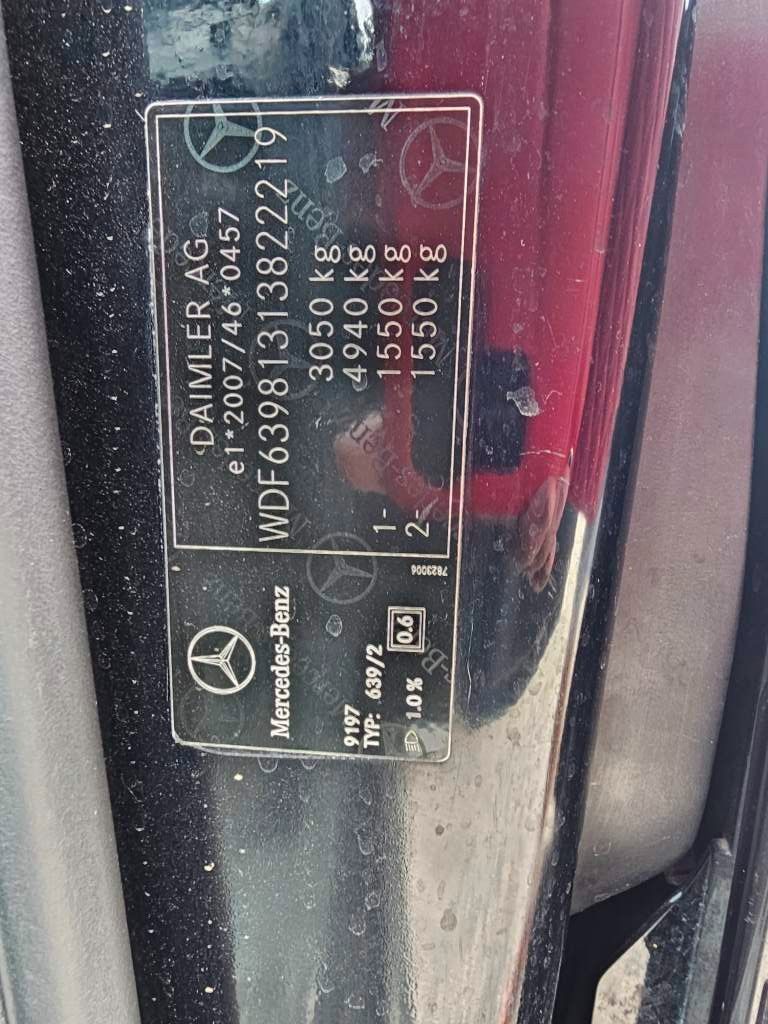 Mercedes-Benz
9197
TYP: 639/2
1.0 %
0.6
7823006
DAIMLER AG
e1*2007/46*0457
WDF63981313822219
3050 kg
4940 kg
1- 1550 kg
2- 1550 kg